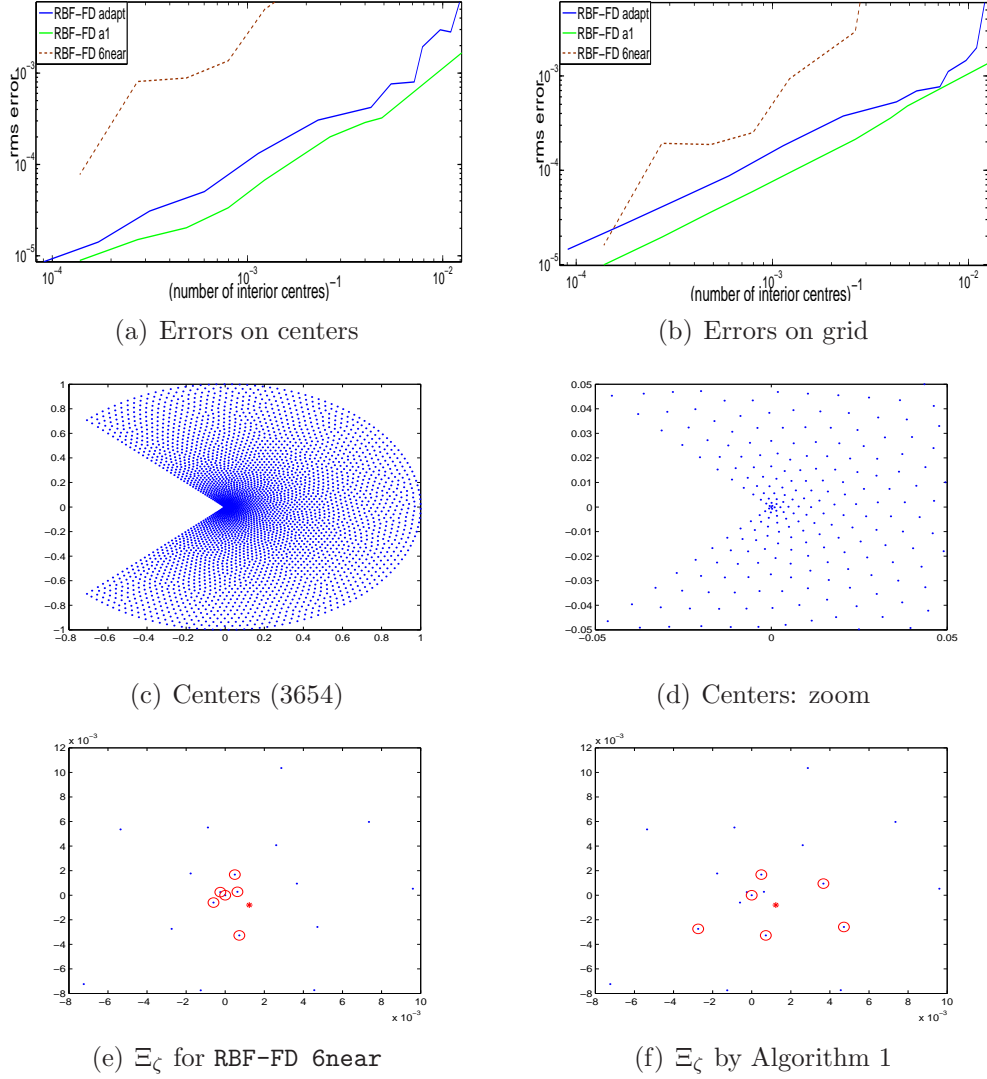 RBF−FD adapt
RBF−FD a1
RBF−FD 6near
rms error
10⁻³
10⁻⁴
10⁻⁵
10⁻⁴
10⁻³
10⁻²
(number of interior centres)⁻¹
(a) Errors on centers
RBF−FD adapt
RBF−FD a1
RBF−FD 6near
rms error
10⁻³
10⁻⁴
10⁻⁵
10⁻⁴
10⁻³
10⁻²
(number of interior centres)⁻¹
(b) Errors on grid
1
0.8
0.6
0.4
0.2
0
−0.2
−0.4
−0.6
−0.8
−1
−0.8 −0.6 −0.4 −0.2 0 0.2 0.4 0.6 0.8 1
(c) Centers (3654)
0.05
0.04
0.03
0.02
0.01
0
−0.01
−0.02
−0.03
−0.04
−0.05
−0.05 0 0.05
(d) Centers: zoom
x 10⁻³
12
10
8
6
4
2
0
−2
−4
−6
−8
−8 −6 −4 −2 0 2 4 6 8 10
x 10⁻³
(e) Ξζ for RBF-FD 6near
x 10⁻³
12
10
8
6
4
2
0
−2
−4
−6
−8
−8 −6 −4 −2 0 2 4 6 8 10
x 10⁻³
(f) Ξζ by Algorithm 1